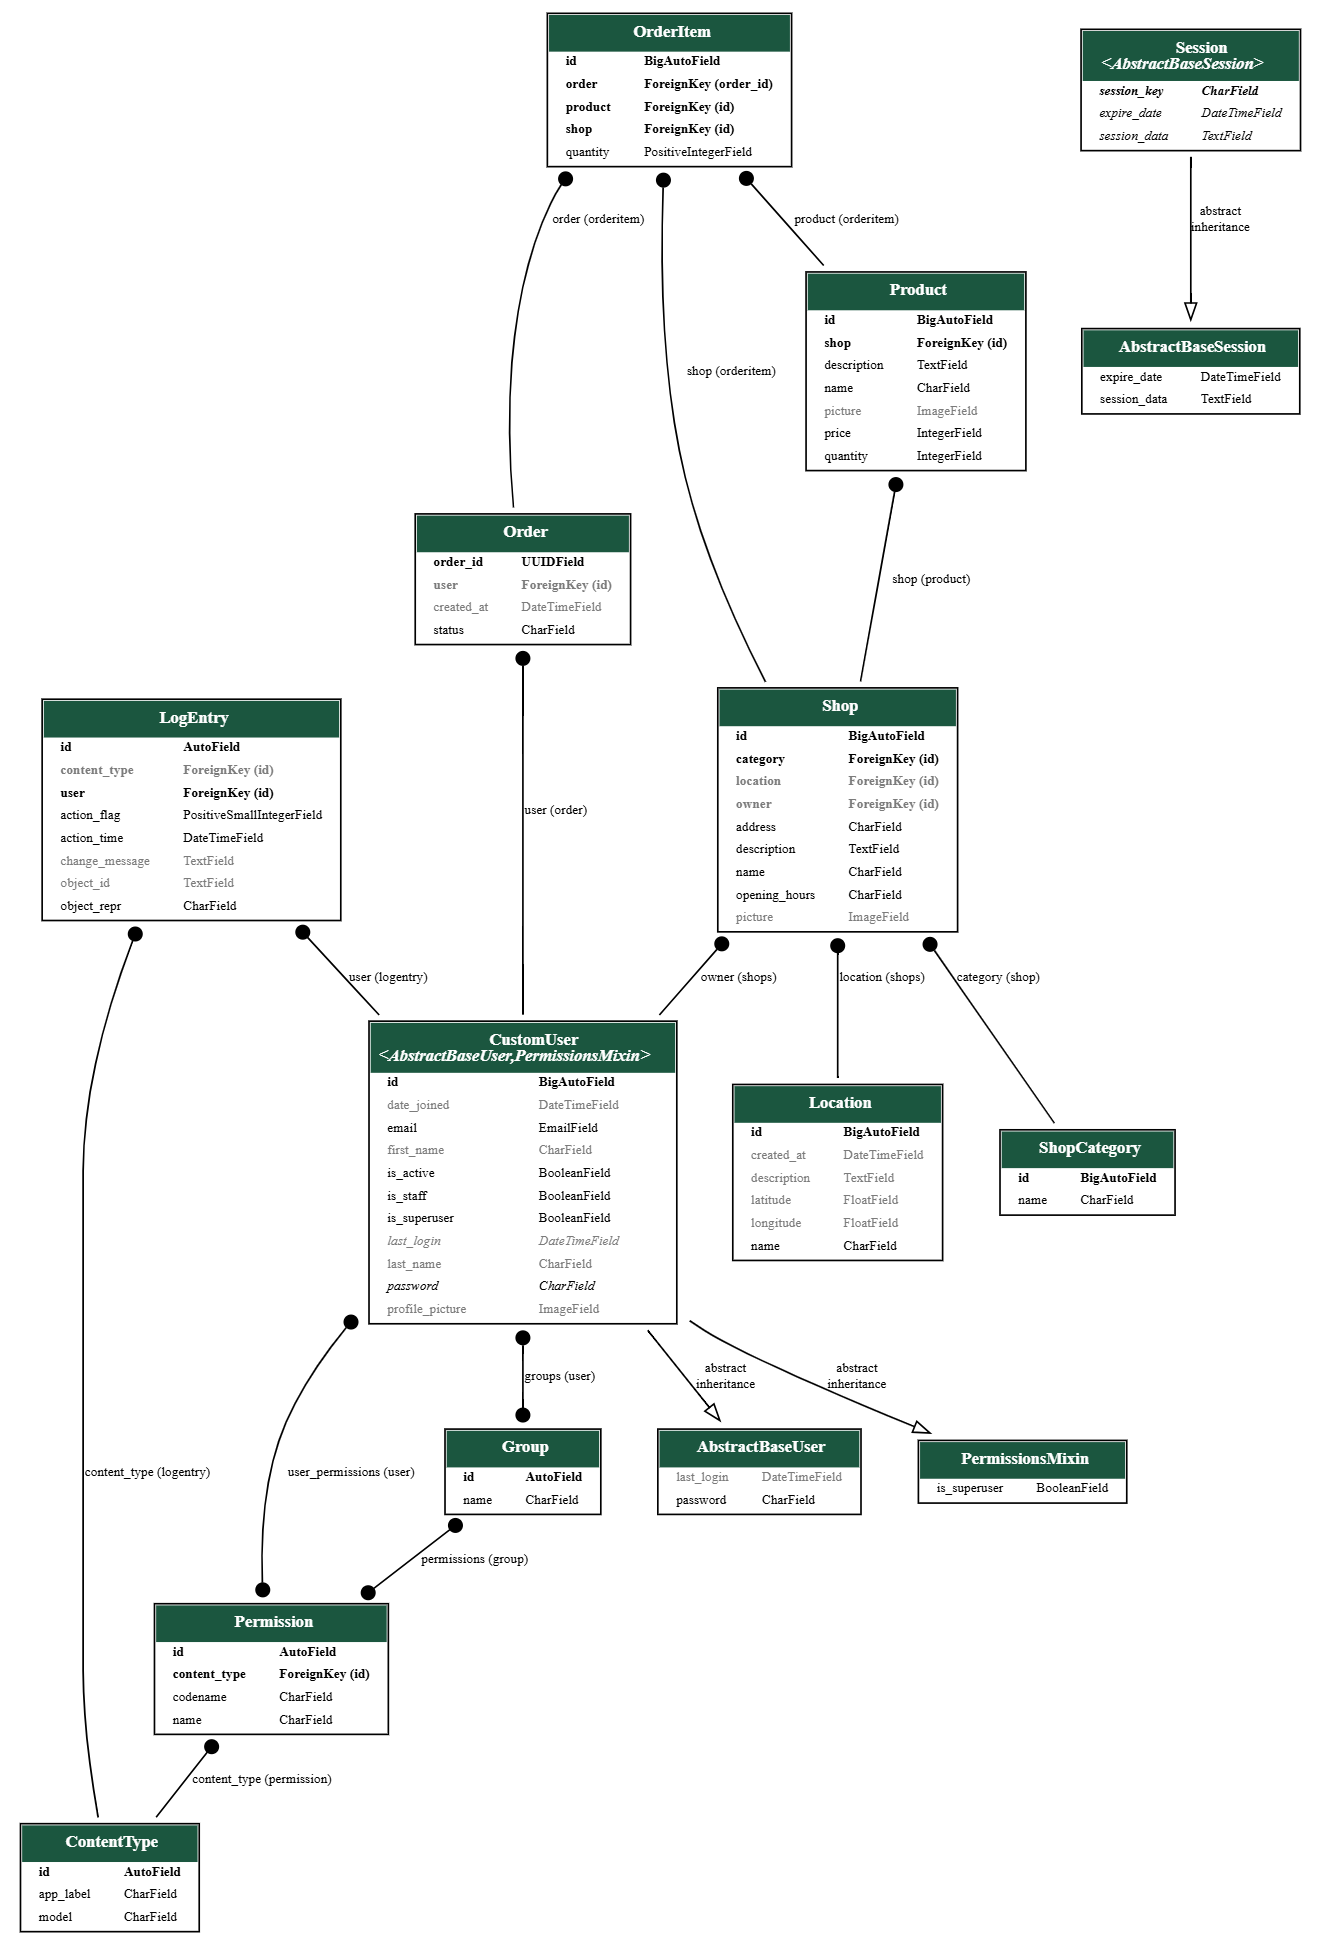 OrderItem
id BigAutoField
order ForeignKey (order_id)
product ForeignKey (id)
shop ForeignKey (id)
quantity PositiveIntegerField
Session
<AbstractBaseSession>
session_key CharField
expire_date DateTimeField
session_data TextField
order (orderitem)
product (orderitem)
abstract
inheritance
Product
id BigAutoField
shop ForeignKey (id)
description TextField
name CharField
picture ImageField
price IntegerField
quantity IntegerField
shop (orderitem)
AbstractBaseSession
expire_date DateTimeField
session_data TextField
Order
order_id UUIDField
user ForeignKey (id)
created_at DateTimeField
status CharField
shop (product)
LogEntry
id AutoField
content_type ForeignKey (id)
user ForeignKey (id)
action_flag PositiveSmallIntegerField
action_time DateTimeField
change_message TextField
object_id TextField
object_repr CharField
user (order)
Shop
id BigAutoField
category ForeignKey (id)
location ForeignKey (id)
owner ForeignKey (id)
address CharField
description TextField
name CharField
opening_hours CharField
picture ImageField
user (logentry)
owner (shops)
location (shops)
category (shop)
CustomUser
<AbstractBaseUser,PermissionsMixin>
id BigAutoField
date_joined DateTimeField
email EmailField
first_name CharField
is_active BooleanField
is_staff BooleanField
is_superuser BooleanField
last_login DateTimeField
last_name CharField
password CharField
profile_picture ImageField
Location
id BigAutoField
created_at DateTimeField
description TextField
latitude FloatField
longitude FloatField
name CharField
ShopCategory
id BigAutoField
name CharField
groups (user)
abstract
inheritance
abstract
inheritance
content_type (logentry)
user_permissions (user)
Group
id AutoField
name CharField
AbstractBaseUser
last_login DateTimeField
password CharField
PermissionsMixin
is_superuser BooleanField
permissions (group)
Permission
id AutoField
content_type ForeignKey (id)
codename CharField
name CharField
content_type (permission)
ContentType
id AutoField
app_label CharField
model CharField